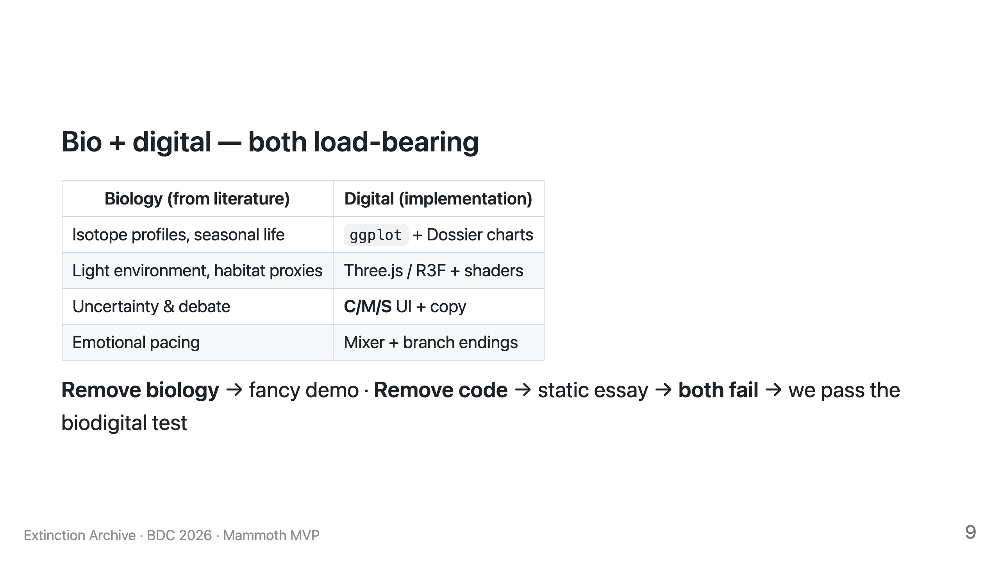 Bio + digital — both load-bearing
Biology (from literature) Digital (implementation)
Isotope profiles, seasonal life ggplot + Dossier charts
Light environment, habitat proxies Three.js / R3F + shaders
Uncertainty & debate C/M/S UI + copy
Emotional pacing Mixer + branch endings
Remove biology → fancy demo · Remove code → static essay → both fail → we pass the
biodigital test
Extinction Archive · BDC 2026 · Mammoth MVP 9